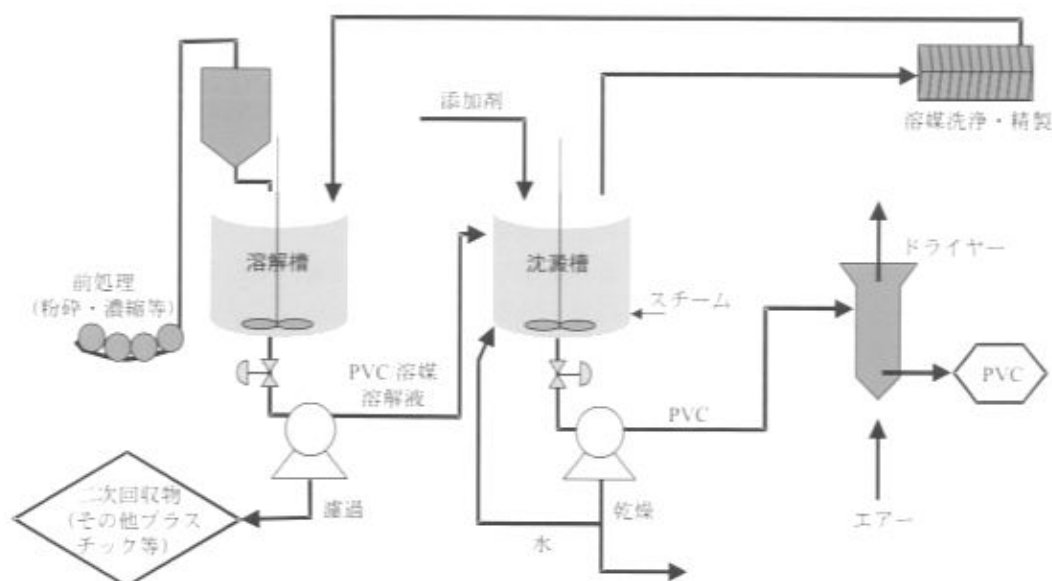 添加剤
溶媒洗浄・精製
溶解槽
沈澱槽
ドライヤー
前処理
(粉砕・濃縮等)
スチーム
PVC 溶媒
溶解液
PVC
PVC
二次回収物
(その他プラス
チック等)
濾過
乾燥
水
エアー